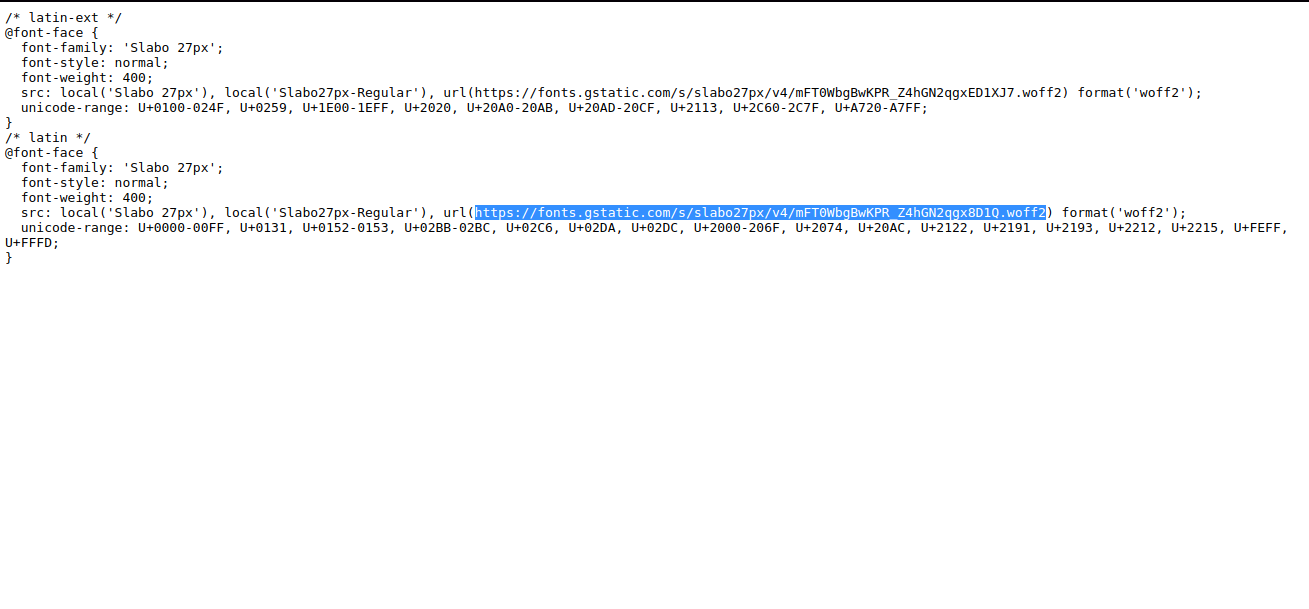 /* latin-ext */
@font-face {
  font-family: 'Slabo 27px';
  font-style: normal;
  font-weight: 400;
  src: local('Slabo 27px'), local('Slabo27px-Regular'), url(https://fonts.gstatic.com/s/slabo27px/v4/mFT0WbgBwKPR_Z4hGN2qgxED1XJ7.woff2) format('woff2');
  unicode-range: U+0100-024F, U+0259, U+1E00-1EFF, U+2020, U+20A0-20AB, U+20AD-20CF, U+2113, U+2C60-2C7F, U+A720-A7FF;
}
/* latin */
@font-face {
  font-family: 'Slabo 27px';
  font-style: normal;
  font-weight: 400;
  src: local('Slabo 27px'), local('Slabo27px-Regular'), url(https://fonts.gstatic.com/s/slabo27px/v4/mFT0WbgBwKPR_Z4hGN2qgx8D1Q.woff2) format('woff2');
  unicode-range: U+0000-00FF, U+0131, U+0152-0153, U+02BB-02BC, U+02C6, U+02DA, U+02DC, U+2000-206F, U+2074, U+20AC, U+2122, U+2191, U+2193, U+2212, U+2215, U+FEFF,
U+FFFD;
}